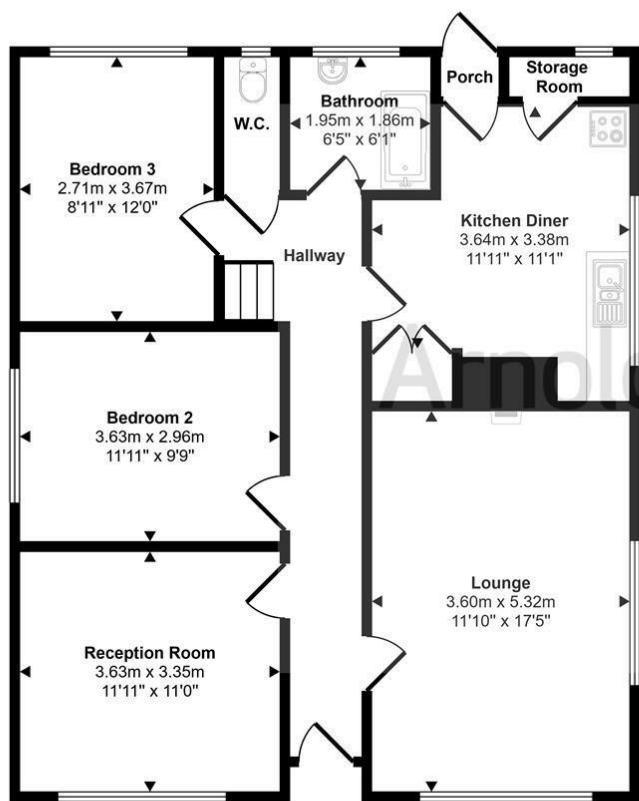 Porch
Storage
Room
Bathroom
1.95m x 1.86m
6'5" x 6'1"
W.C.
Bedroom 3
2.71m x 3.67m
8'11" x 12'0"
Kitchen Diner
3.64m x 3.38m
11'11" x 11'1"
Hallway
Arnold
Bedroom 2
3.63m x 2.96m
11'11" x 9'9"
Lounge
3.60m x 5.32m
11'10" x 17'5"
Reception Room
3.63m x 3.35m
11'11" x 11'0"